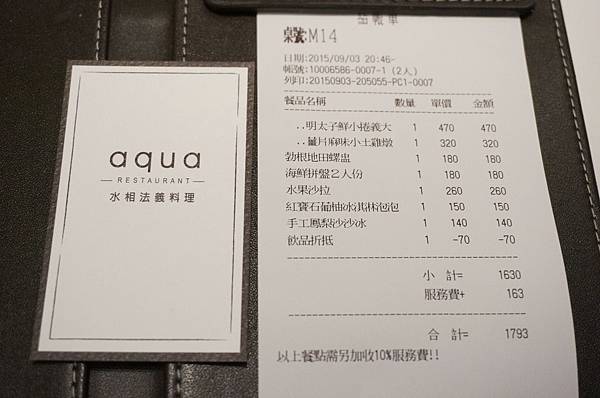 aqua
RESTAURANT
水相法義料理
結帳單
桌號:M14
日期:2015/09/03 20:46-
帳號:10006586-0007-1 (2人)
列印:20150903-205055-PC1-0007
餐品名稱 數量 單價 金額
..明太子鮮小捲義大 1 470 470
..麻味小土雞燉 1 320 320
勃根地田螺盅 1 180 180
海鮮拼盤2人份 1 180 180
水果沙拉 1 260 260
紅寶石葡柚冰淇淋泡泡 1 150 150
手工鳳梨沙沙冰 1 140 140
飲品折抵 1 -70 -70
小 計= 1630
服務費+ 163
合 計= 1793
以上餐點需另加收10%服務費!!